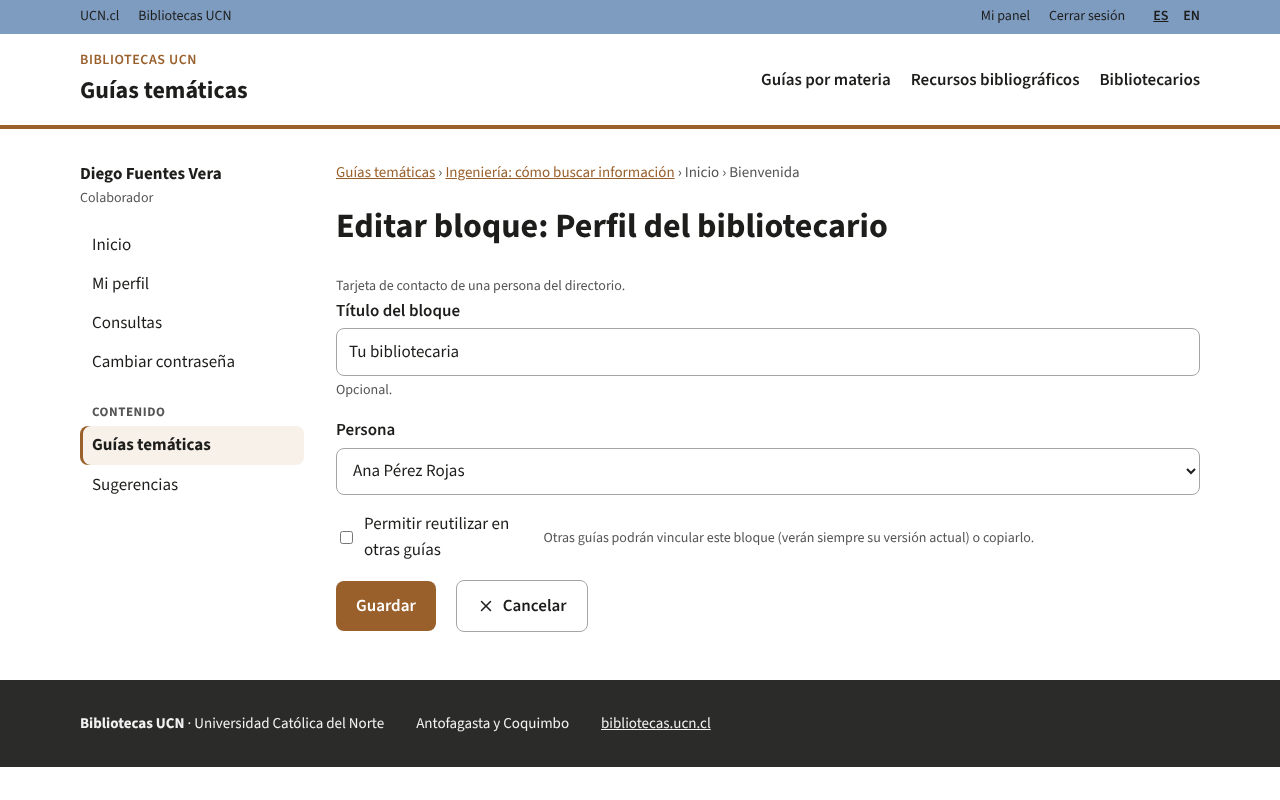 UCN.cl Bibliotecas UCN Mi panel Cerrar sesión ES EN
BIBLIOTECAS UCN
Guías temáticas
Guías por materia Recursos bibliográficos Bibliotecarios
Diego Fuentes Vera
Colaborador
Inicio
Mi perfil
Consultas
Cambiar contraseña
CONTENIDO
Guías temáticas
Sugerencias
Guías temáticas › Ingeniería: cómo buscar información › Inicio › Bienvenida
Editar bloque: Perfil del bibliotecario
Tarjeta de contacto de una persona del directorio.
Título del bloque
Tu bibliotecaria
Opcional.
Persona
Ana Pérez Rojas
Permitir reutilizar en
otras guías
Otras guías podrán vincular este bloque (verán siempre su versión actual) o copiarlo.
Guardar
Cancelar
Bibliotecas UCN · Universidad Católica del Norte Antofagasta y Coquimbo bibliotecas.ucn.cl